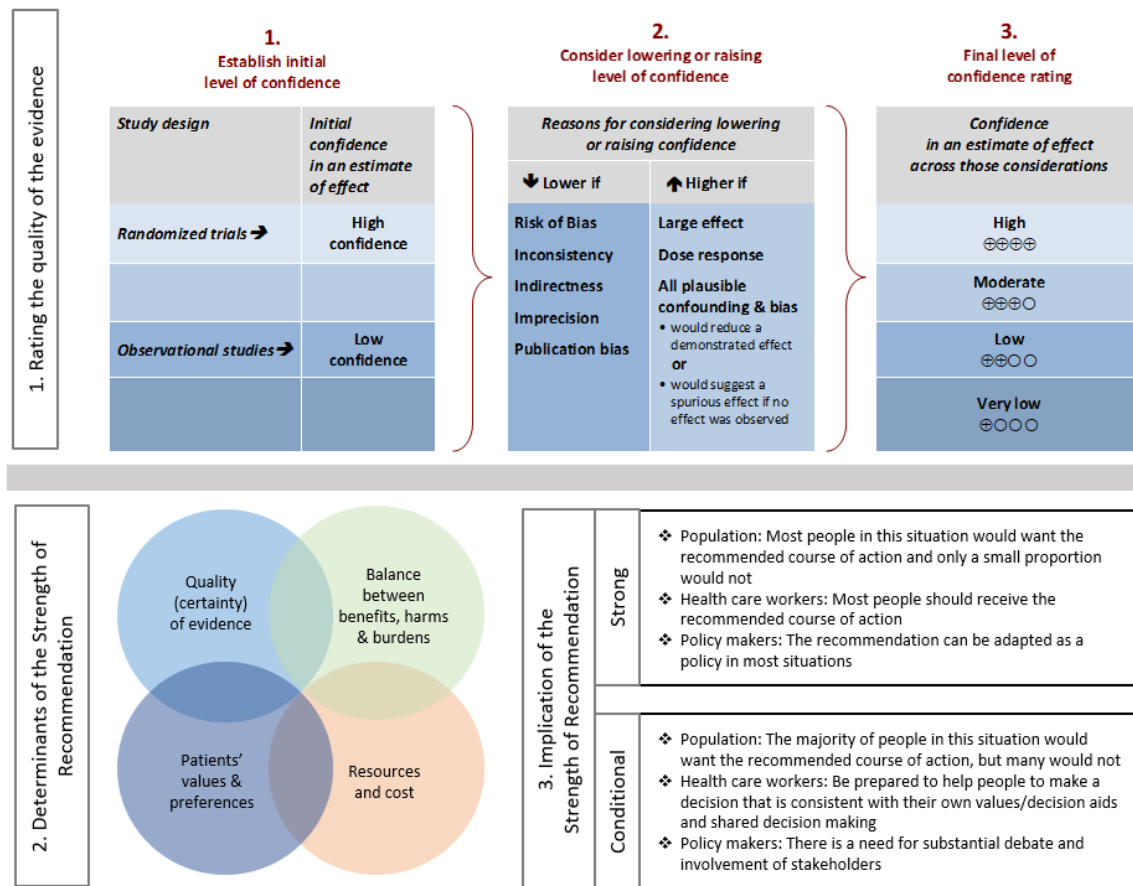 1. Rating the quality of the evidence
1.
Establish initial
level of confidence
Study design
Initial
confidence
in an estimate
of effect
Randomized trials ➔
High
confidence
Observational studies ➔
Low
confidence
2.
Consider lowering or raising
level of confidence
Reasons for considering lowering
or raising confidence
🡇 Lower if
🡅 Higher if
Risk of Bias
Inconsistency
Indirectness
Imprecision
Publication bias
Large effect
Dose response
All plausible
confounding & bias
• would reduce a
demonstrated effect
or
• would suggest a
spurious effect if no
effect was observed
3.
Final level of
confidence rating
Confidence
in an estimate of effect
across those considerations
High
⊕⊕⊕⊕
Moderate
⊕⊕⊕○
Low
⊕⊕○○
Very low
⊕○○○
2. Determinants of the Strength of
Recommendation
Quality
(certainty)
of evidence
Balance
between
benefits, harms
& burdens
Patients’
values &
preferences
Resources
and cost
3. Implication of the
Strength of Recommendation
Strong
❖ Population: Most people in this situation would want the
recommended course of action and only a small proportion
would not
❖ Health care workers: Most people should receive the
recommended course of action
❖ Policy makers: The recommendation can be adapted as a
policy in most situations
Conditional
❖ Population: The majority of people in this situation would
want the recommended course of action, but many would not
❖ Health care workers: Be prepared to help people to make a
decision that is consistent with their own values/decision aids
and shared decision making
❖ Policy makers: There is a need for substantial debate and
involvement of stakeholders